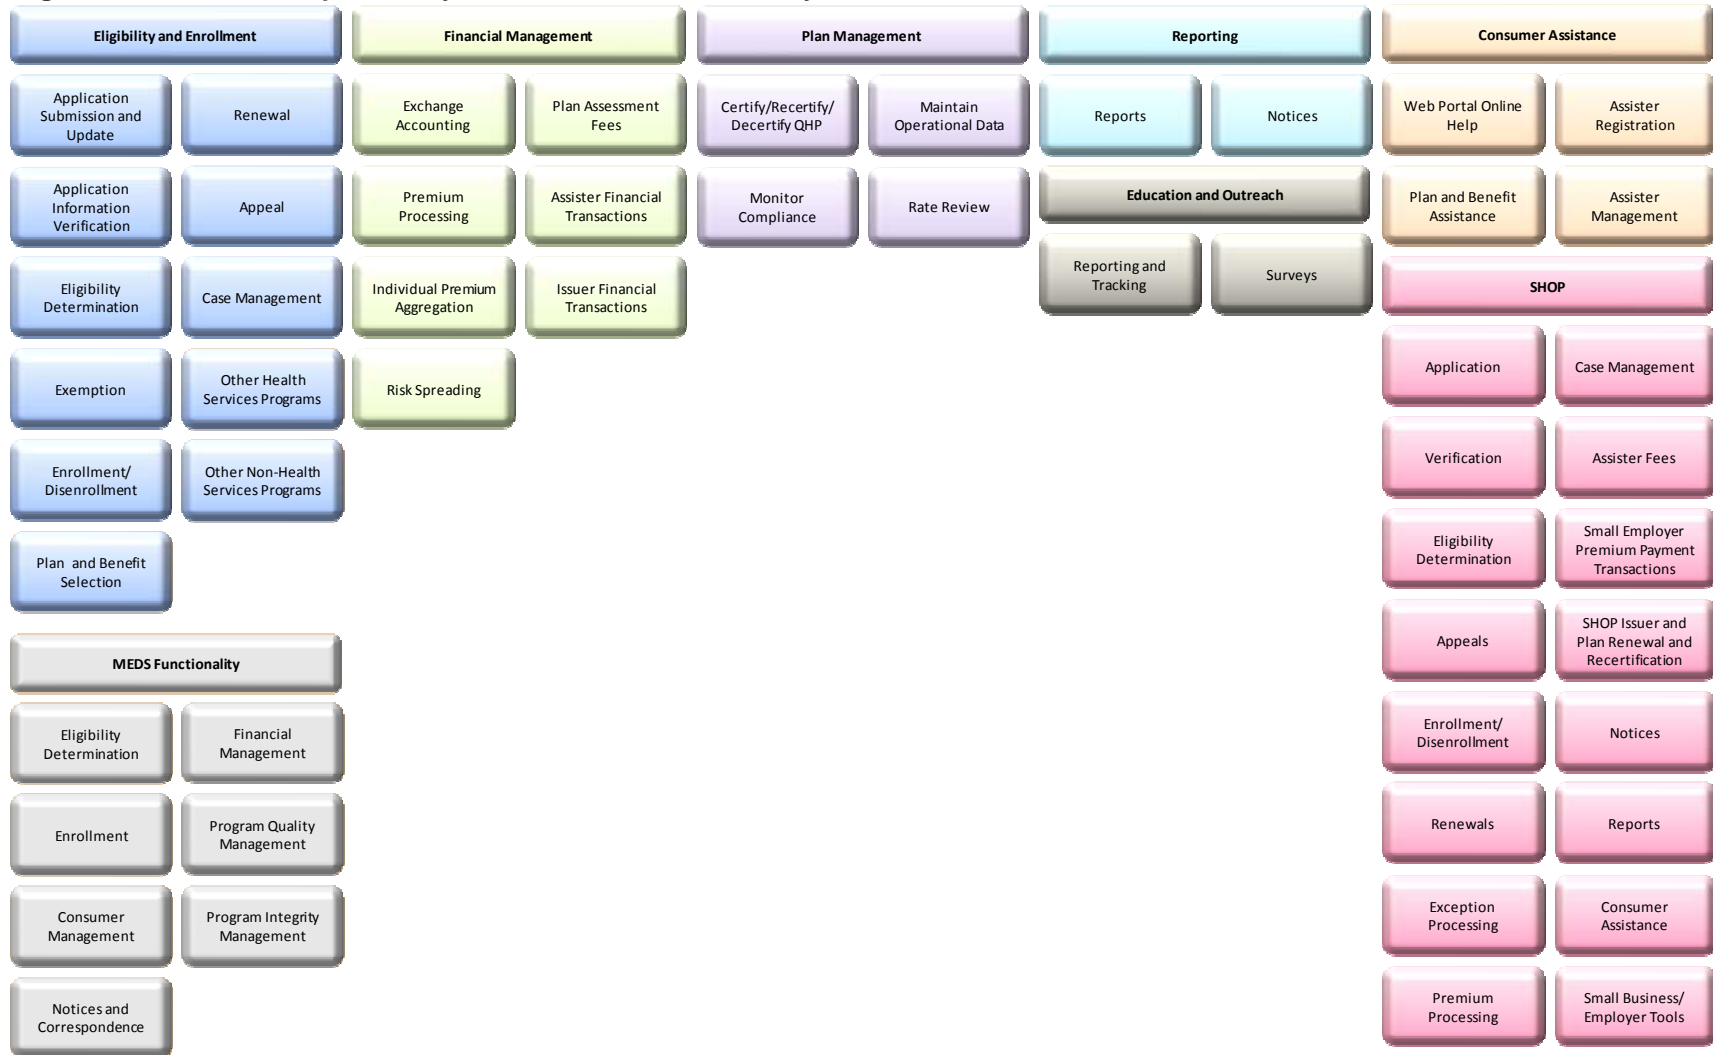 Eligibility and Enrollment
Application
Submission and
Update
Renewal
Application
Information
Verification
Appeal
Eligibility
Determination
Case Management
Exemption
Other Health
Services Programs
Enrollment/
Disenrollment
Other Non-Health
Services Programs
Plan and Benefit
Selection
MEDS Functionality
Eligibility
Determination
Financial
Management
Enrollment
Program Quality
Management
Consumer
Management
Program Integrity
Management
Notices and
Correspondence
Financial Management
Exchange
Accounting
Plan Assessment
Fees
Premium
Processing
Assister Financial
Transactions
Individual Premium
Aggregation
Issuer Financial
Transactions
Risk Spreading
Plan Management
Certify/Recertify/
Decertify QHP
Maintain
Operational Data
Monitor
Compliance
Rate Review
Reporting
Reports
Notices
Education and Outreach
Reporting and
Tracking
Surveys
Consumer Assistance
Web Portal Online
Help
Assister
Registration
Plan and Benefit
Assistance
Assister
Management
SHOP
Application
Case Management
Verification
Assister Fees
Eligibility
Determination
Small Employer
Premium Payment
Transactions
Appeals
SHOP Issuer and
Plan Renewal and
Recertification
Enrollment/
Disenrollment
Notices
Renewals
Reports
Exception
Processing
Consumer
Assistance
Premium
Processing
Small Business/
Employer Tools